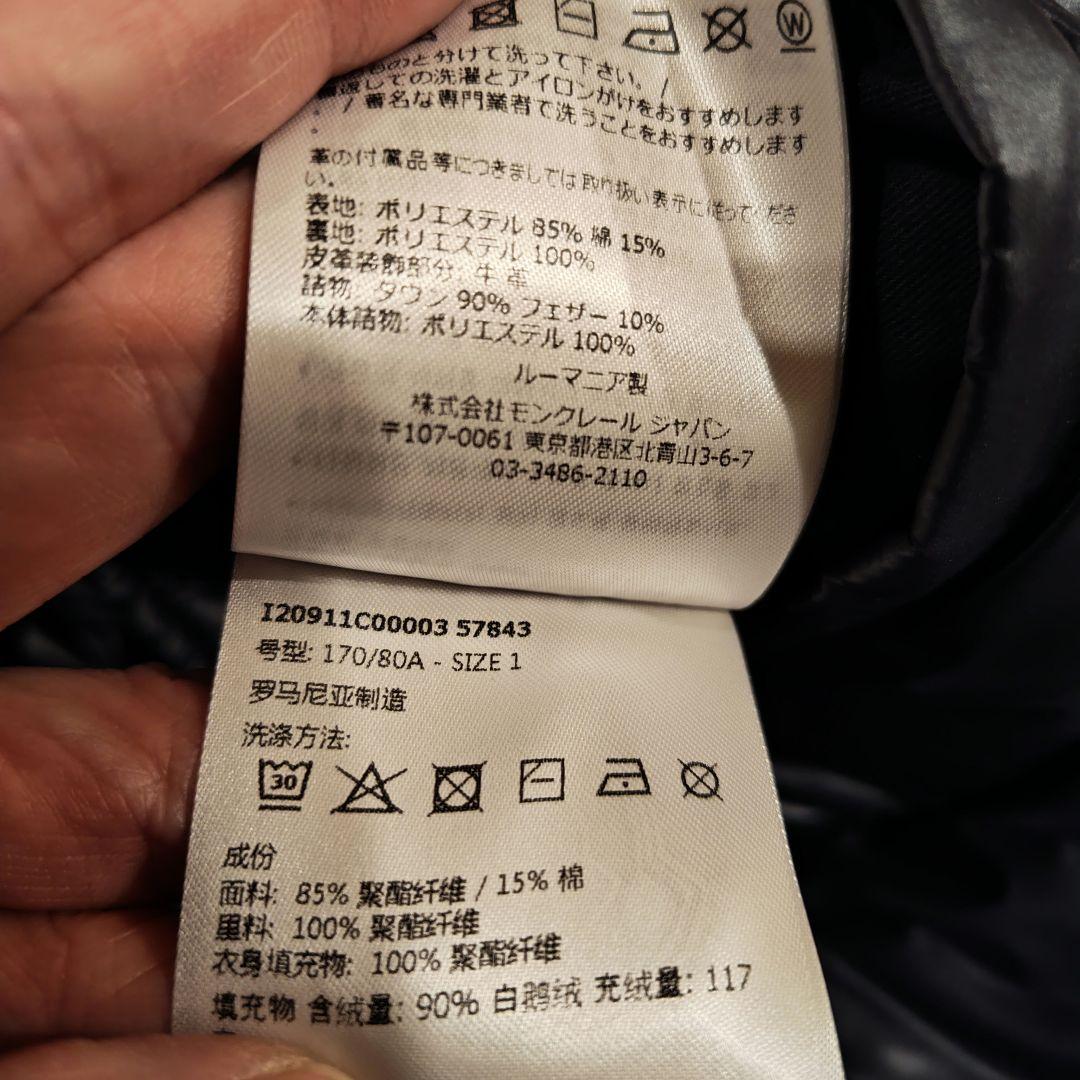 W
と分けて洗って下さい。 /
しての洗濯とアイロンがけをおすすめします
。 / 著名な専門業者で洗うことをおすすめします
。
革の付属品等につきましては取り扱い表示に従ってくださ
い。
表地: ポリエステル 85% 綿 15%
裏地: ポリエステル 100%
皮革装飾部分: 牛革
詰物: ダウン 90% フェザー 10%
本体詰物: ポリエステル 100%
ルーマニア製
株式会社モンクレール ジャパン
〒107-0061 東京都港区北青山3-6-7
03-3486-2110
I20911C00003 57843
号型: 170/80A - SIZE 1
罗马尼亚制造
洗涤方法:
30
成份
面料: 85% 聚酯纤维 / 15% 棉
里料: 100% 聚酯纤维
衣身填充物: 100% 聚酯纤维
填充物 含绒量: 90% 白鹅绒 充绒量: 117